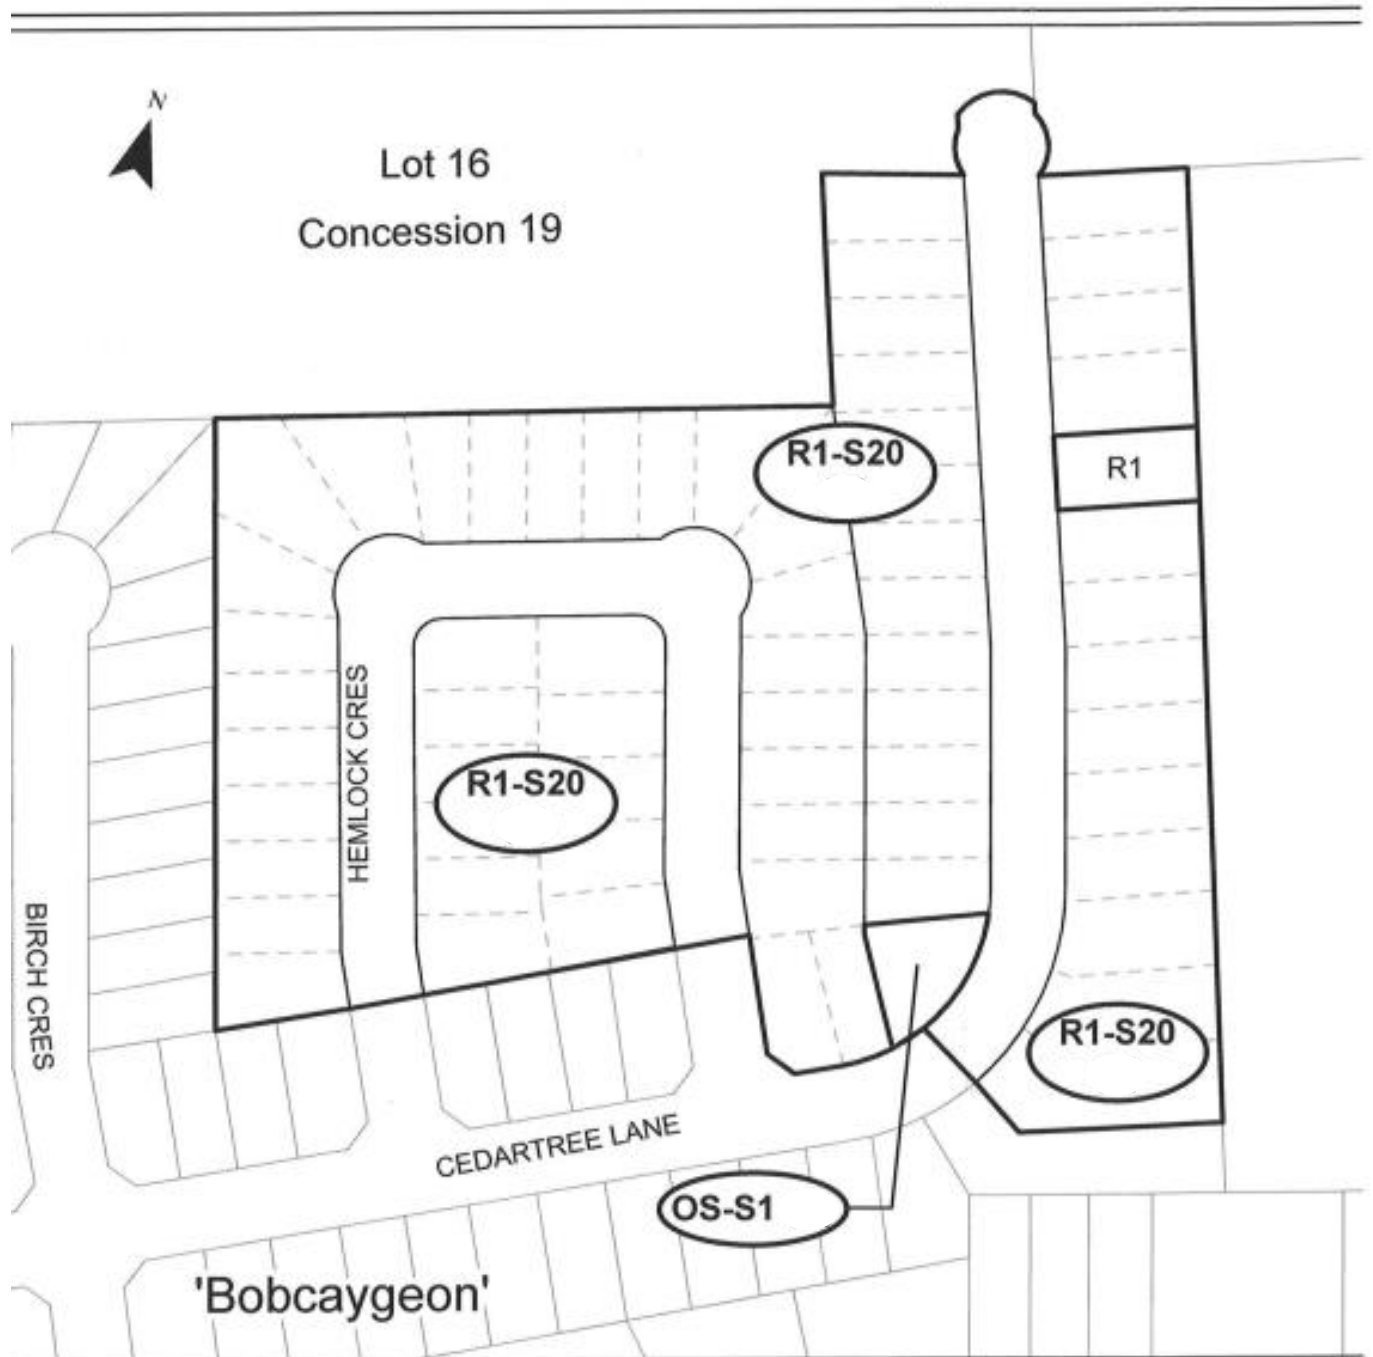 N
Lot 16
Concession 19
R1-S20
R1
HEMLOCK CRES
R1-S20
BIRCH CRES
R1-S20
CEDARTREE LANE
OS-S1
'Bobcaygeon'